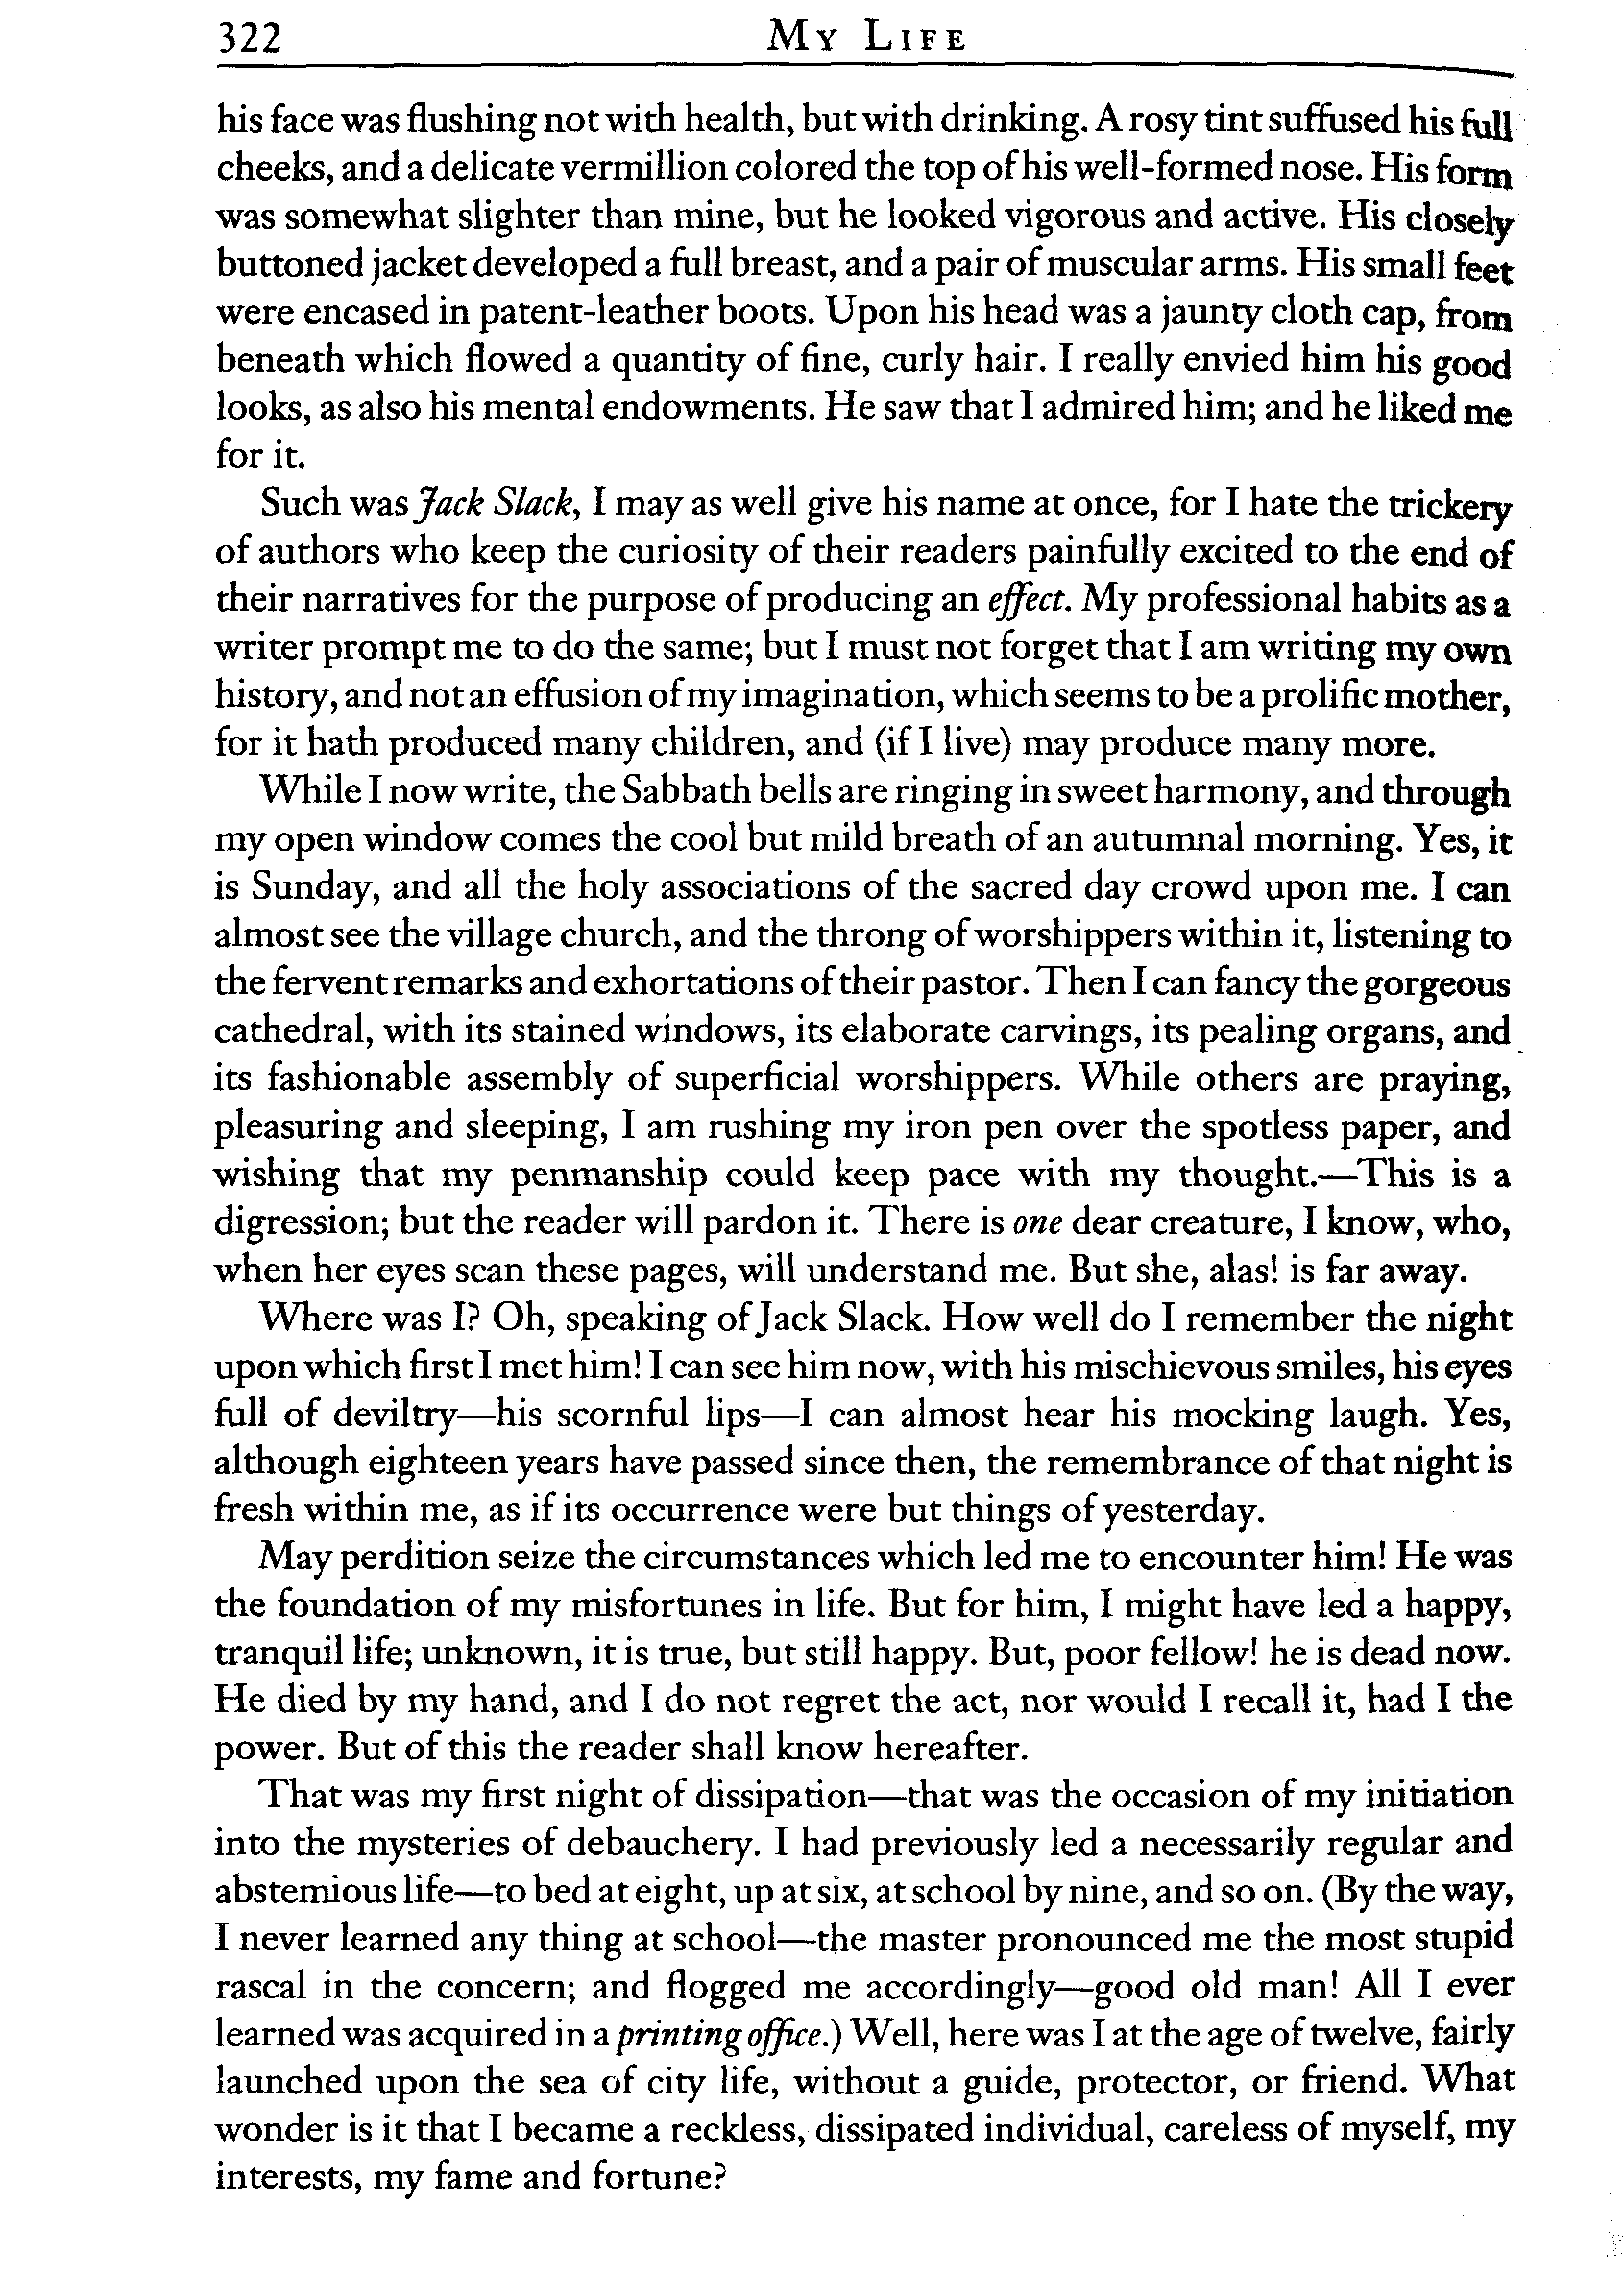 322 My Life
his face was flushing not with health, but with drinking. A rosy tint suffused his full
cheeks, and a delicate vermillion colored the top of his well-formed nose. His form
was somewhat slighter than mine, but he looked vigorous and active. His closely
buttoned jacket developed a full breast, and a pair of muscular arms. His small feet
were encased in patent-leather boots. Upon his head was a jaunty cloth cap, from
beneath which flowed a quantity of fine, curly hair. I really envied him his good
looks, as also his mental endowments. He saw that I admired him; and he liked me
for it.
Such was Jack Slack, I may as well give his name at once, for I hate the trickery
of authors who keep the curiosity of their readers painfully excited to the end of
their narratives for the purpose of producing an effect. My professional habits as a
writer prompt me to do the same; but I must not forget that I am writing my own
history, and not an effusion of my imagination, which seems to be a prolific mother,
for it hath produced many children, and (if I live) may produce many more.
While I now write, the Sabbath bells are ringing in sweet harmony, and through
my open window comes the cool but mild breath of an autumnal morning. Yes, it
is Sunday, and all the holy associations of the sacred day crowd upon me. I can
almost see the village church, and the throng of worshippers within it, listening to
the fervent remarks and exhortations of their pastor. Then I can fancy the gorgeous
cathedral, with its stained windows, its elaborate carvings, its pealing organs, and
its fashionable assembly of superficial worshippers. While others are praying,
pleasuring and sleeping, I am rushing my iron pen over the spotless paper, and
wishing that my penmanship could keep pace with my thought.—This is a
digression; but the reader will pardon it. There is one dear creature, I know, who,
when her eyes scan these pages, will understand me. But she, alas! is far away.
Where was I? Oh, speaking of Jack Slack. How well do I remember the night
upon which first I met him! I can see him now, with his mischievous smiles, his eyes
full of deviltry—his scornful lips—I can almost hear his mocking laugh. Yes,
although eighteen years have passed since then, the remembrance of that night is
fresh within me, as if its occurrence were but things of yesterday.
May perdition seize the circumstances which led me to encounter him! He was
the foundation of my misfortunes in life. But for him, I might have led a happy,
tranquil life; unknown, it is true, but still happy. But, poor fellow! he is dead now.
He died by my hand, and I do not regret the act, nor would I recall it, had I the
power. But of this the reader shall know hereafter.
That was my first night of dissipation—that was the occasion of my initiation
into the mysteries of debauchery. I had previously led a necessarily regular and
abstemious life—to bed at eight, up at six, at school by nine, and so on. (By the way,
I never learned any thing at school—the master pronounced me the most stupid
rascal in the concern; and flogged me accordingly—good old man! All I ever
learned was acquired in a printing office.) Well, here was I at the age of twelve, fairly
launched upon the sea of city life, without a guide, protector, or friend. What
wonder is it that I became a reckless, dissipated individual, careless of myself, my
interests, my fame and fortune?